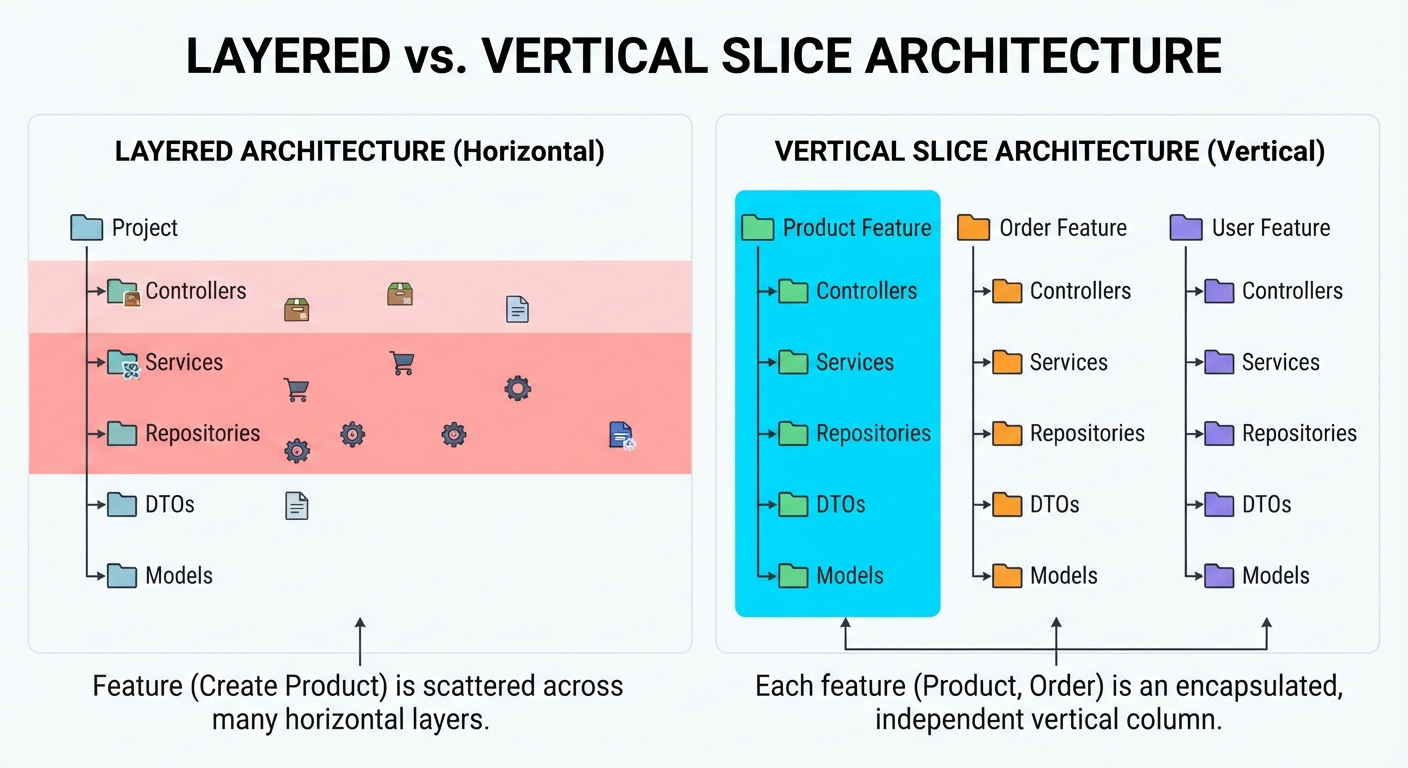 LAYERED vs. VERTICAL SLICE ARCHITECTURE
LAYERED ARCHITECTURE (Horizontal)
Project
Controllers
Services
Repositories
DTOs
Models
Feature (Create Product) is scattered across
many horizontal layers.
VERTICAL SLICE ARCHITECTURE (Vertical)
Product Feature
Controllers
Services
Repositories
DTOs
Models
Order Feature
Controllers
Services
Repositories
DTOs
Models
User Feature
Controllers
Services
Repositories
DTOs
Models
Each feature (Product, Order) is an encapsulated,
independent vertical column.